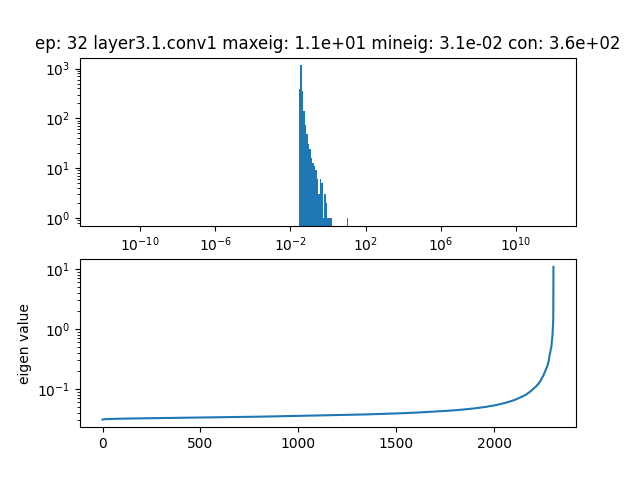 ep: 32 layer3.1.conv1 maxeig: 1.1e+01 mineig: 3.1e-02 con: 3.6e+02
10³
10²
10¹
10⁰
10⁻¹⁰ 10⁻⁶ 10⁻² 10² 10⁶ 10¹⁰
eigen value
10¹
10⁰
10⁻¹
0 500 1000 1500 2000